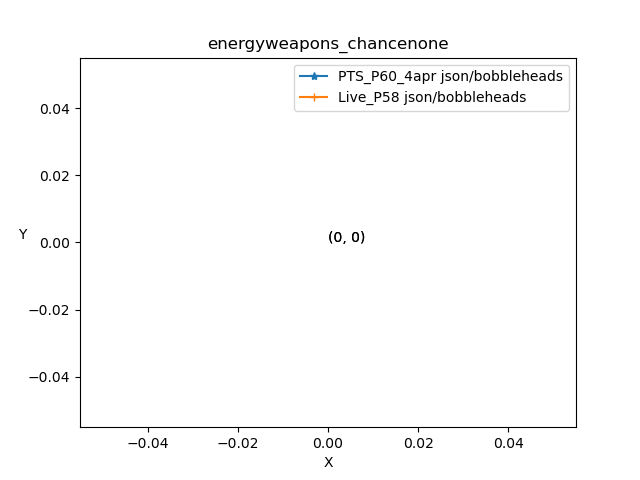 energyweapons_chancenone
PTS_P60_4apr json/bobbleheads
Live_P58 json/bobbleheads
0.04
0.02
Y
0.00
(0, 0)
−0.02
−0.04
−0.04 −0.02 0.00 0.02 0.04
X